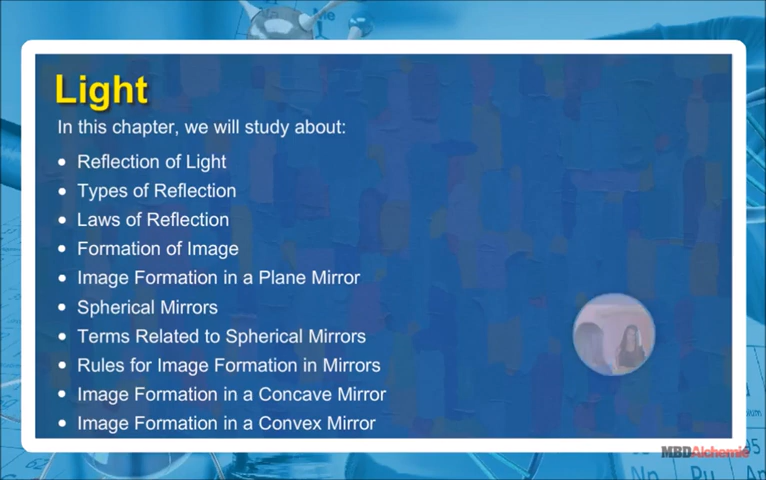 Light
In this chapter, we will study about:
• Reflection of Light
• Types of Reflection
• Laws of Reflection
• Formation of Image
• Image Formation in a Plane Mirror
• Spherical Mirrors
• Terms Related to Spherical Mirrors
• Rules for Image Formation in Mirrors
• Image Formation in a Concave Mirror
• Image Formation in a Convex Mirror
MBDAlchemie
Np Pu